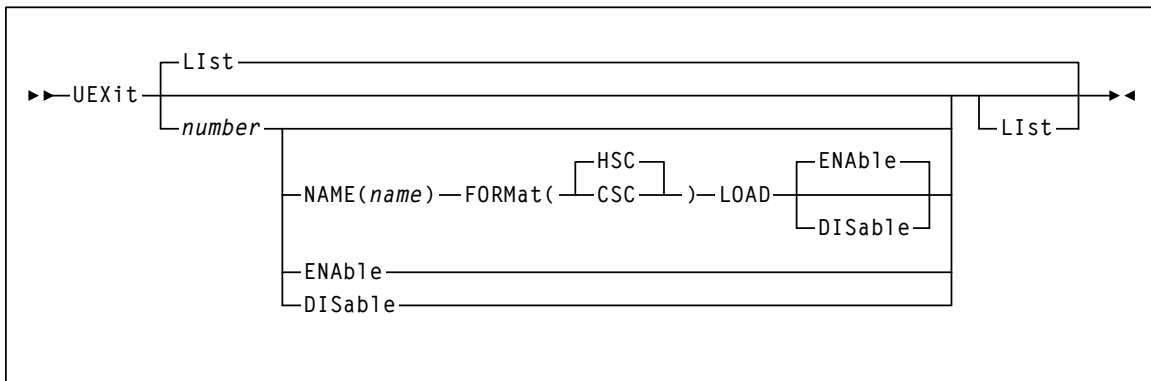 LIst
UEXit
number
LIst
HSC
ENAble
NAME(name) FORMat( CSC ) LOAD
DISable
ENAble
DISable